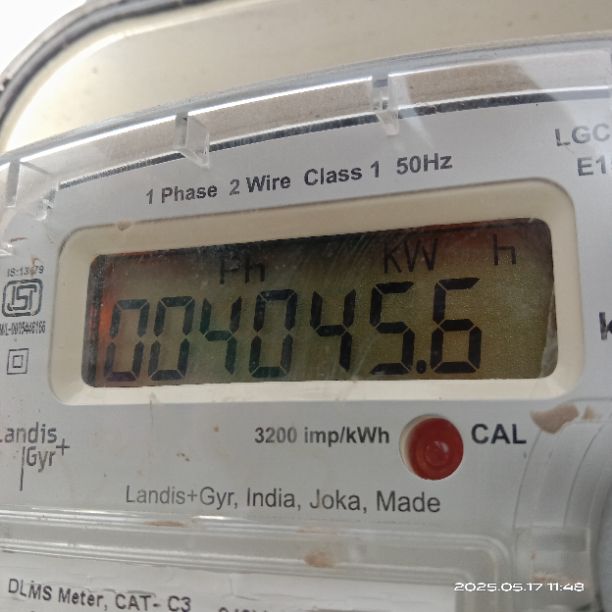 LGC
E1
1 Phase 2 Wire Class 1 50Hz
IS:13779
Ph kW h
004045.6
k
Landis
Gyr+
3200 imp/kWh CAL
Landis+Gyr, India, Joka, Made
DLMS Meter, CAT- C3
2025.05.17 11:48